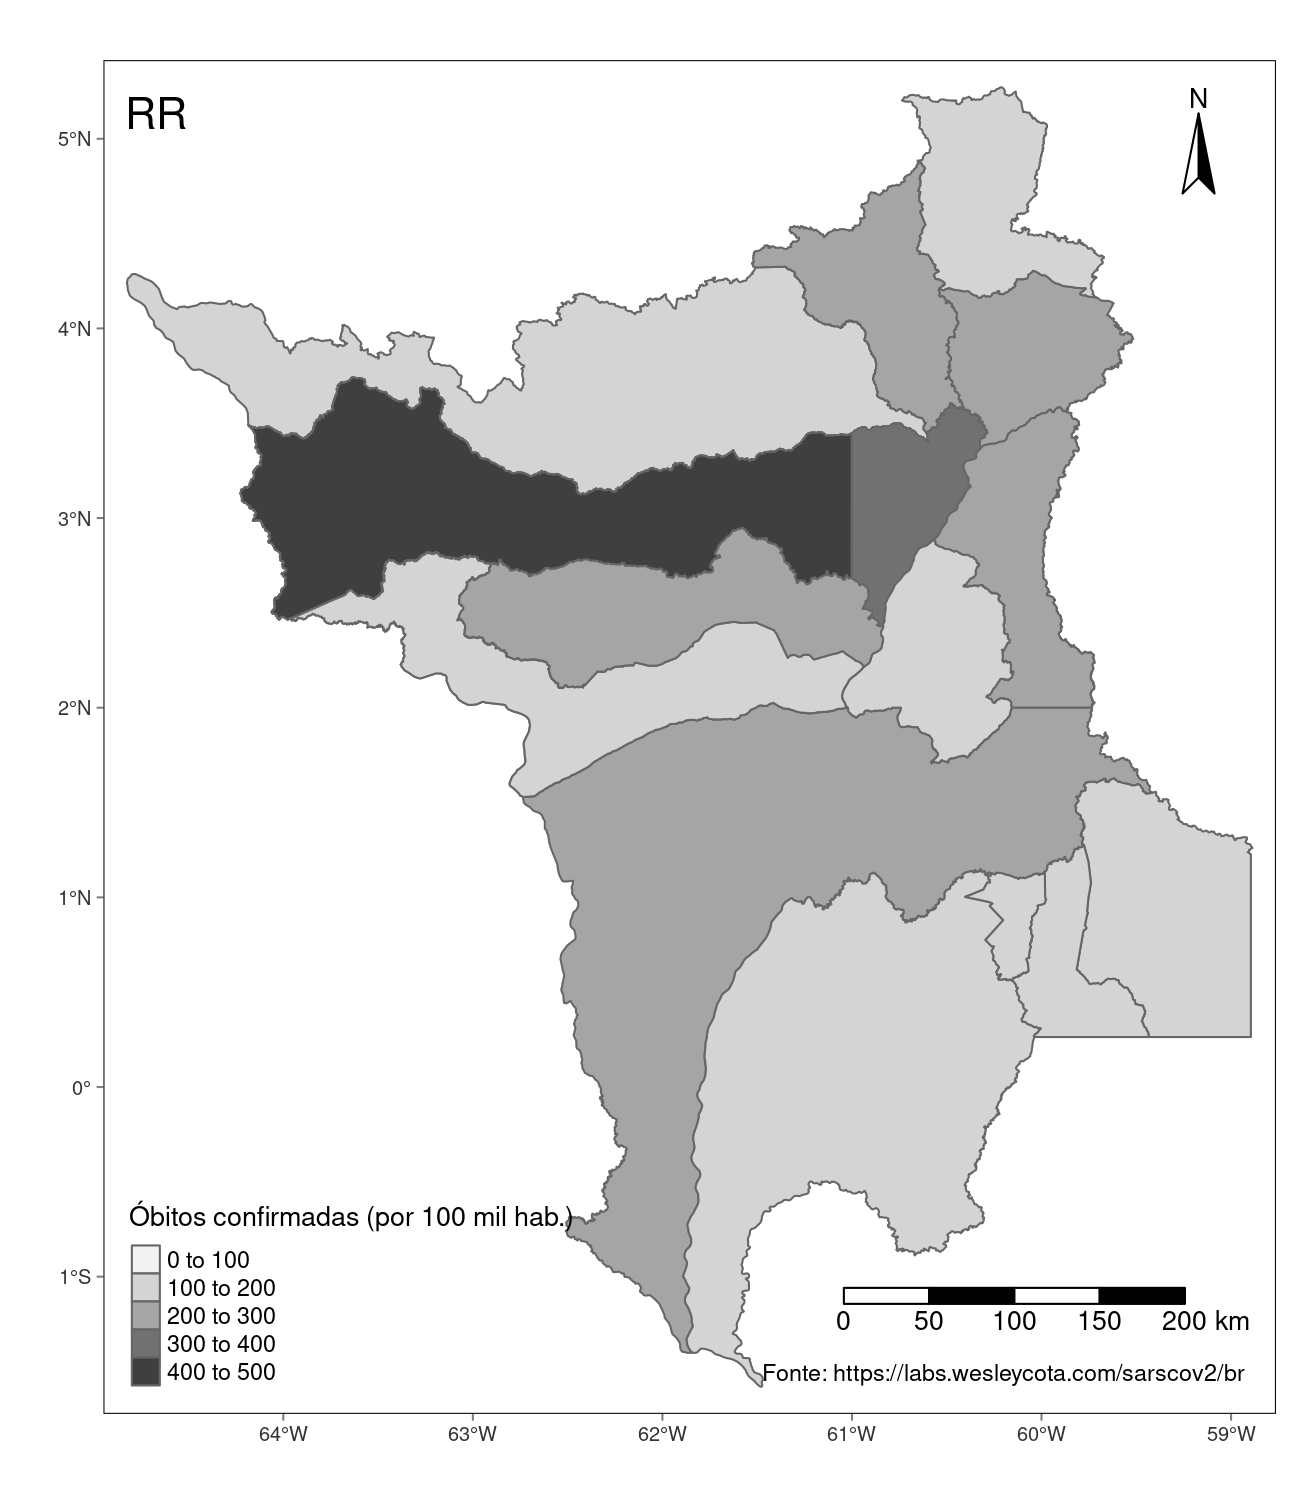 RR
N
5°N
4°N
3°N
2°N
1°N
0°
1°S
Óbitos confirmadas (por 100 mil hab.)
0 to 100
100 to 200
200 to 300
300 to 400
400 to 500
0 50 100 150 200 km
Fonte: https://labs.wesleycota.com/sarscov2/br
64°W 63°W 62°W 61°W 60°W 59°W